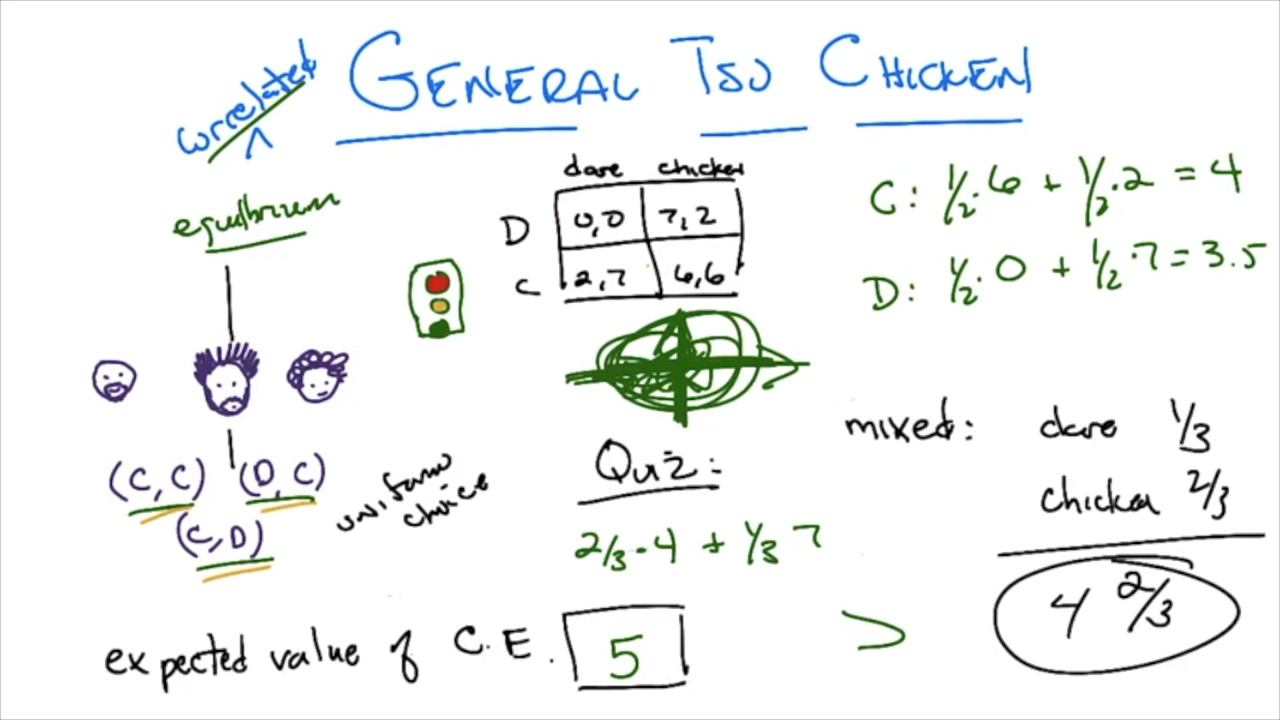 correlated
^
GENERAL TSO CHICKEN
equilibrium
dare chicken
D 0,0 7,2
C 2,7 6,6
C: 1/2·6 + 1/2·2 = 4
D: 1/2·0 + 1/2·7 = 3.5
(C, C) (D, C)
(C, D)
uniform
choice
Quiz:
2/3·4 + 1/3 7
mixed: dare 1/3
chicken 2/3
4 2/3
expected value of C.E. 5 >